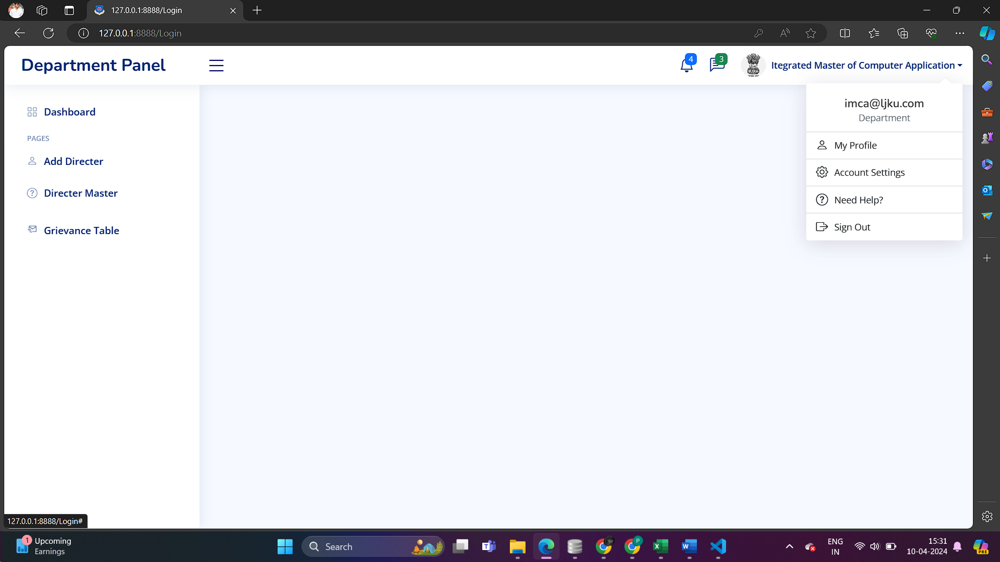 127.0.0.1:8888/Login
127.0.0.1:8888/Login
Department Panel
4
3
Itegrated Master of Computer Application
imca@ljku.com
Department
My Profile
Account Settings
Need Help?
Sign Out
Dashboard
PAGES
Add Directer
Directer Master
Grievance Table
127.0.0.1:8888/Login#
1
Upcoming
Earnings
Search
P
ENG
IN
15:31
10-04-2024
PRE